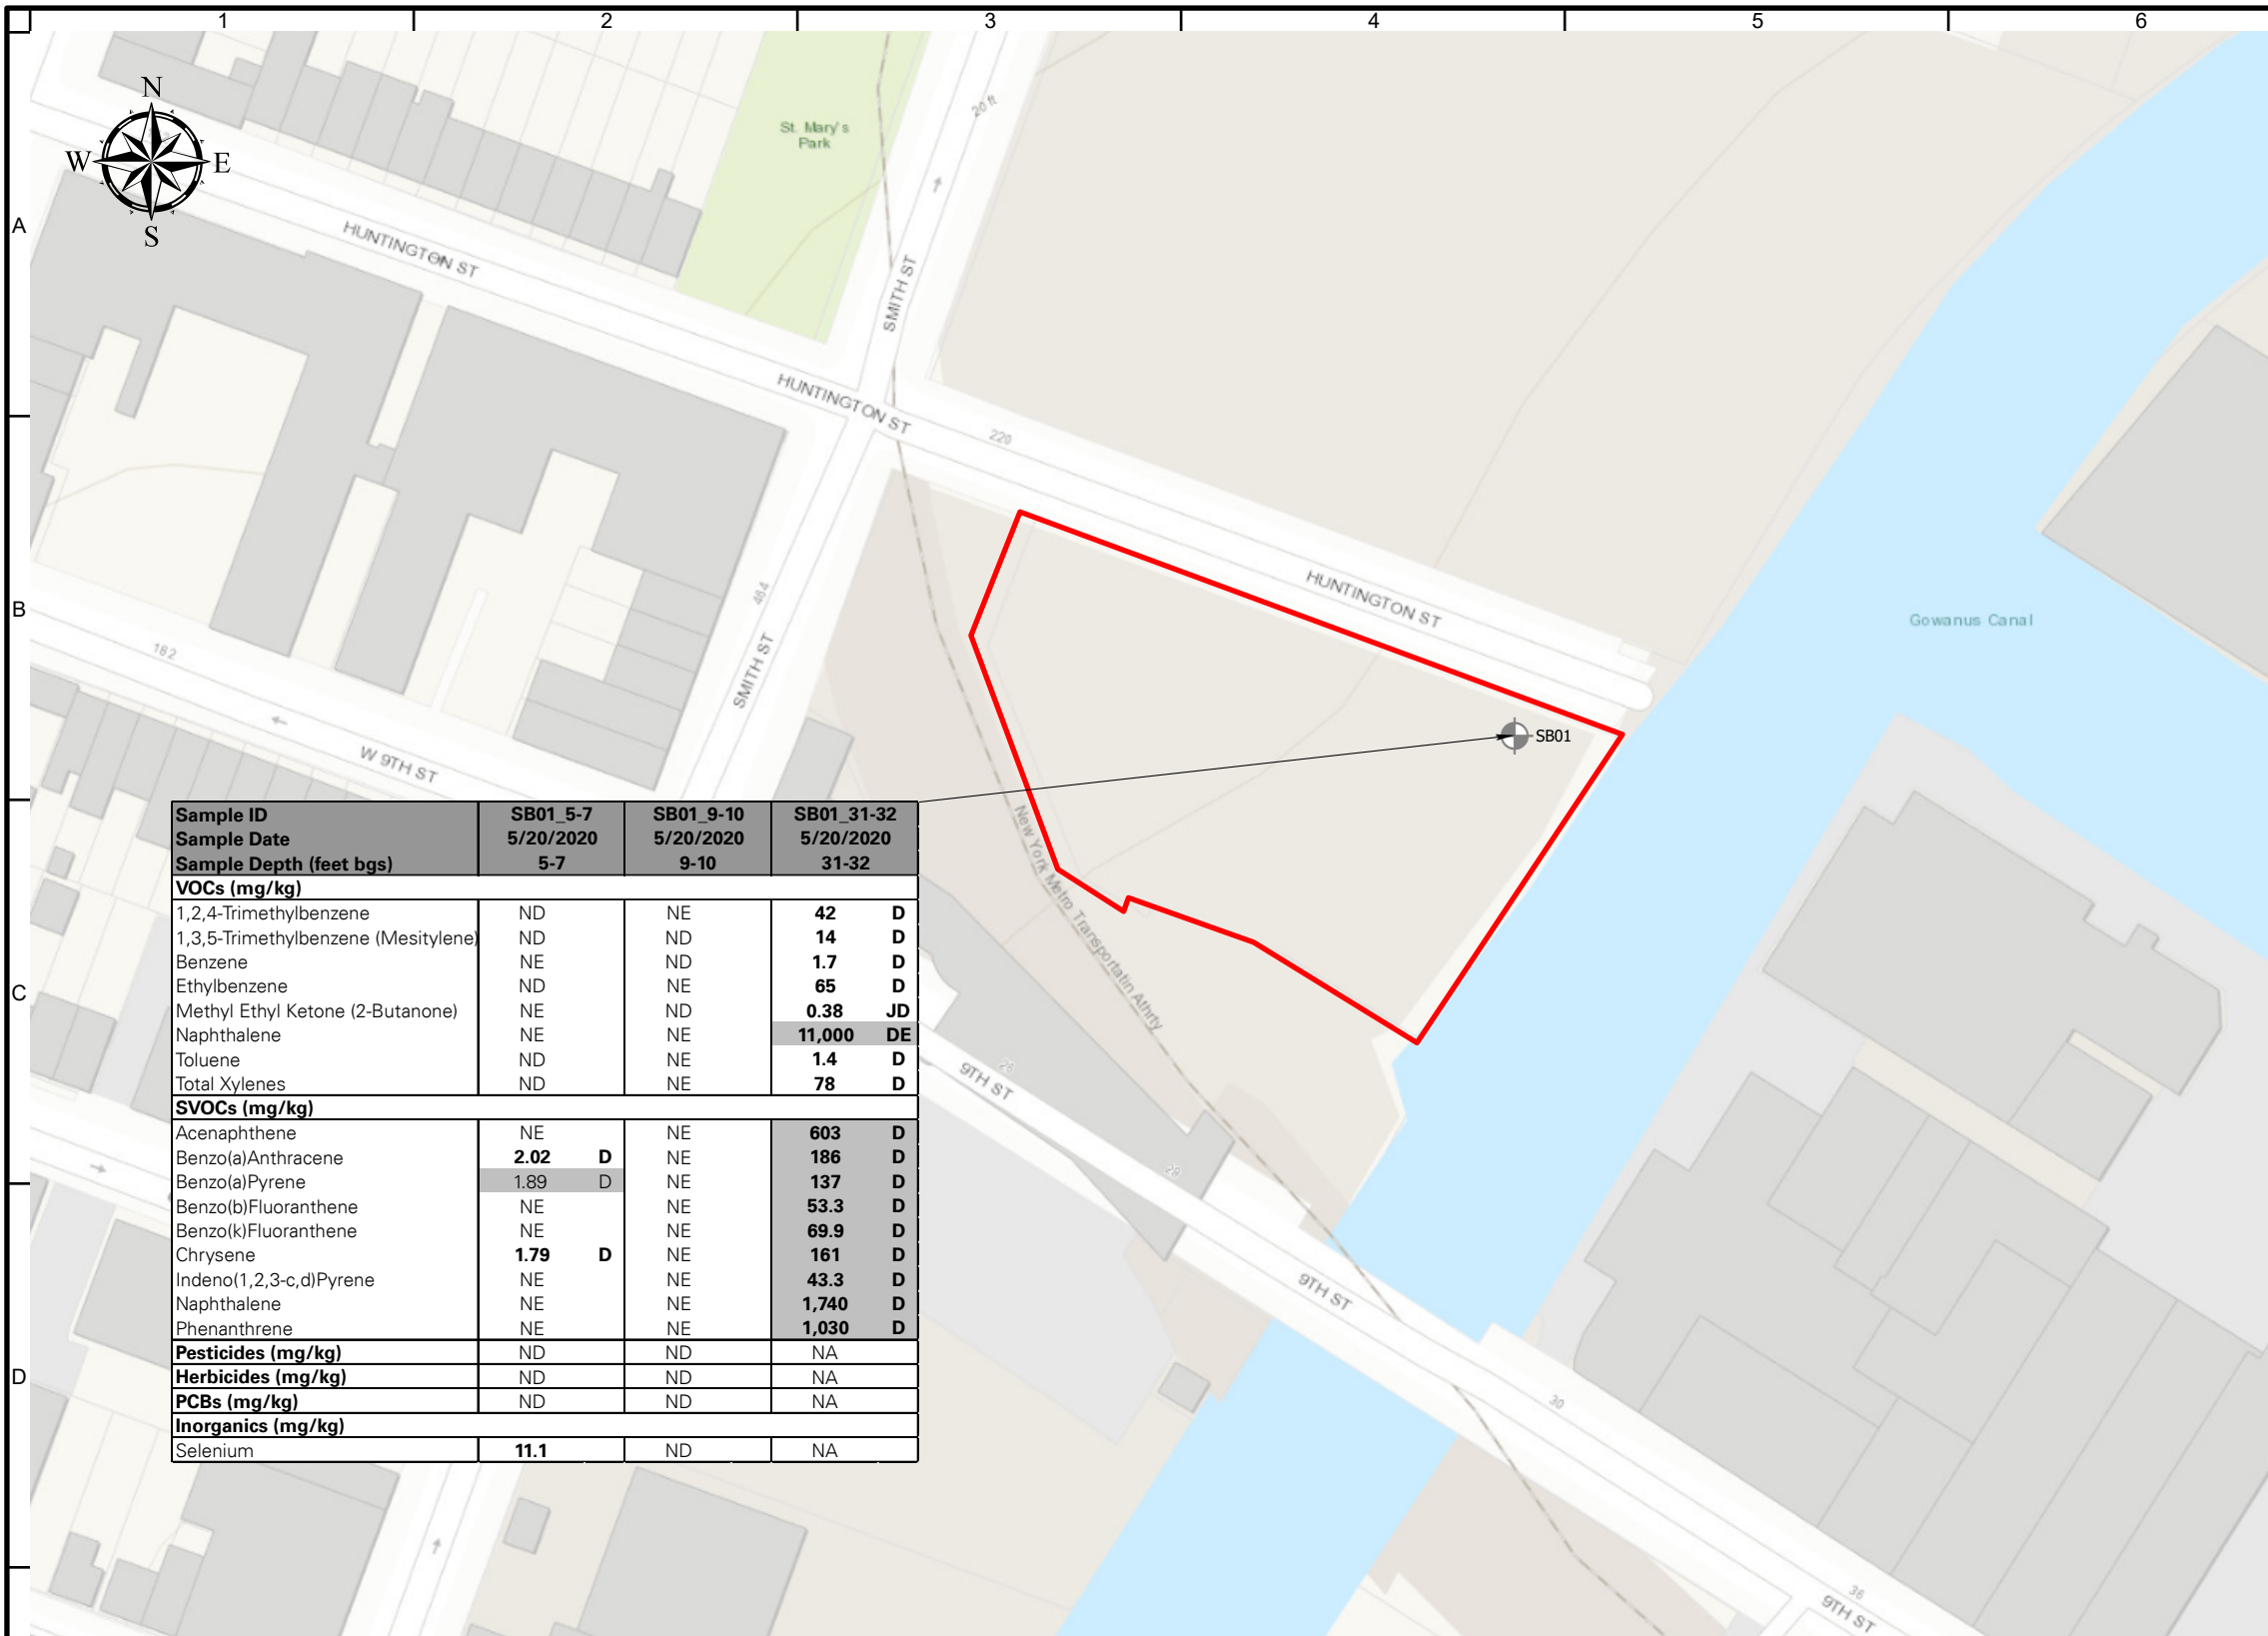 1 2 3 4 5 6
A
B
C
D
N
W E
S
St. Mary's
Park
20 ft
HUNTINGTON ST
SMITH ST
HUNTINGTON ST
220
HUNTINGTON ST
Gowanus Canal
484
SMITH ST
182
W 9TH ST
SB01
New York Metro Transportatin Athrty
Sample ID SB01_5-7 SB01_9-10 SB01_31-32
Sample Date 5/20/2020 5/20/2020 5/20/2020
Sample Depth (feet bgs) 5-7 9-10 31-32
VOCs (mg/kg)
1,2,4-Trimethylbenzene ND NE 42 D
1,3,5-Trimethylbenzene (Mesitylene) ND ND 14 D
Benzene NE ND 1.7 D
Ethylbenzene ND NE 65 D
Methyl Ethyl Ketone (2-Butanone) NE ND 0.38 JD
Naphthalene NE NE 11,000 DE
Toluene ND NE 1.4 D
Total Xylenes ND NE 78 D
SVOCs (mg/kg)
Acenaphthene NE NE 603 D
Benzo(a)Anthracene 2.02 D NE 186 D
Benzo(a)Pyrene 1.89 D NE 137 D
Benzo(b)Fluoranthene NE NE 53.3 D
Benzo(k)Fluoranthene NE NE 69.9 D
Chrysene 1.79 D NE 161 D
Indeno(1,2,3-c,d)Pyrene NE NE 43.3 D
Naphthalene NE NE 1,740 D
Phenanthrene NE NE 1,030 D
Pesticides (mg/kg) ND ND NA
Herbicides (mg/kg) ND ND NA
PCBs (mg/kg) ND ND NA
Inorganics (mg/kg)
Selenium 11.1 ND NA
26
9TH ST
28
9TH ST
30
36
9TH ST